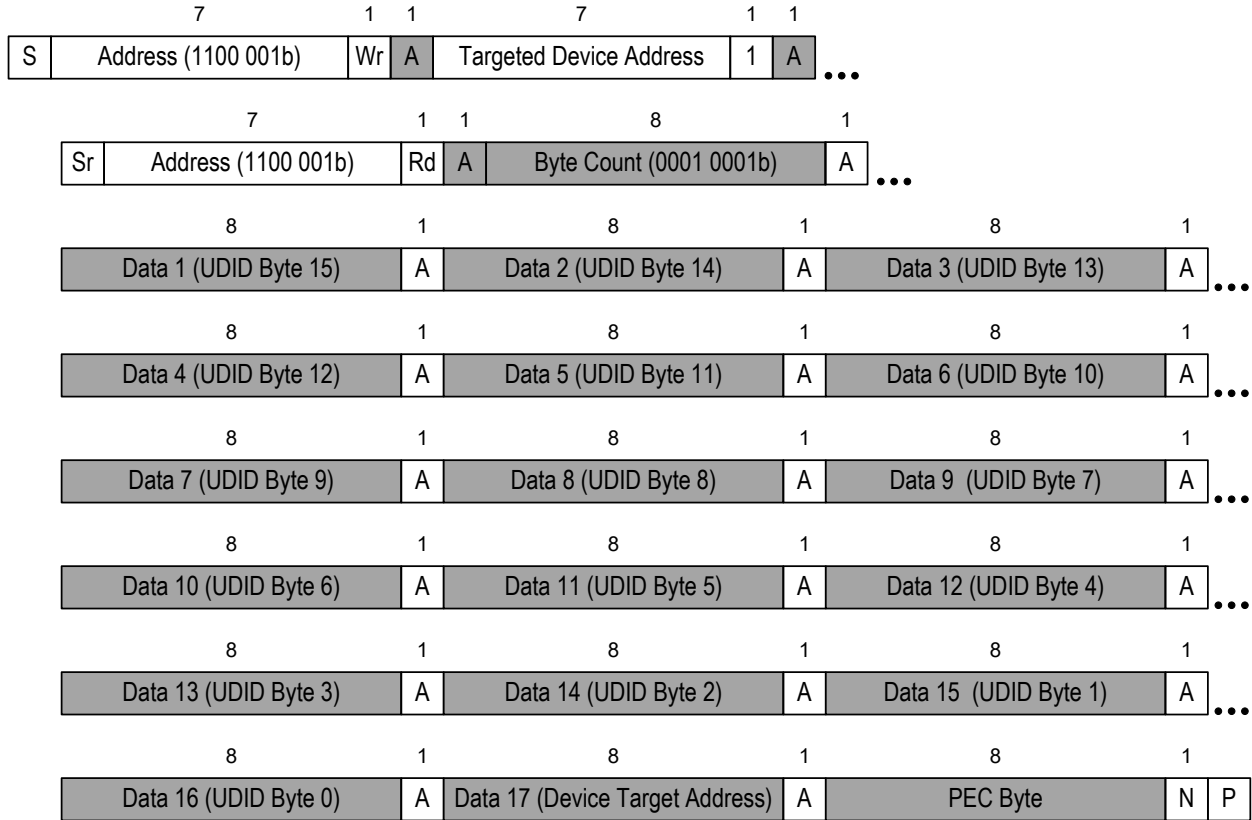 7 1 1 7 1 1
S Address (1100 001b) Wr A Targeted Device Address 1 A ...
7 1 1 8 1
Sr Address (1100 001b) Rd A Byte Count (0001 0001b) A ...
8 1 8 1 8 1
Data 1 (UDID Byte 15) A Data 2 (UDID Byte 14) A Data 3 (UDID Byte 13) A ...
8 1 8 1 8 1
Data 4 (UDID Byte 12) A Data 5 (UDID Byte 11) A Data 6 (UDID Byte 10) A ...
8 1 8 1 8 1
Data 7 (UDID Byte 9) A Data 8 (UDID Byte 8) A Data 9 (UDID Byte 7) A ...
8 1 8 1 8 1
Data 10 (UDID Byte 6) A Data 11 (UDID Byte 5) A Data 12 (UDID Byte 4) A ...
8 1 8 1 8 1
Data 13 (UDID Byte 3) A Data 14 (UDID Byte 2) A Data 15 (UDID Byte 1) A ...
8 1 8 1 8 1
Data 16 (UDID Byte 0) A Data 17 (Device Target Address) A PEC Byte N P